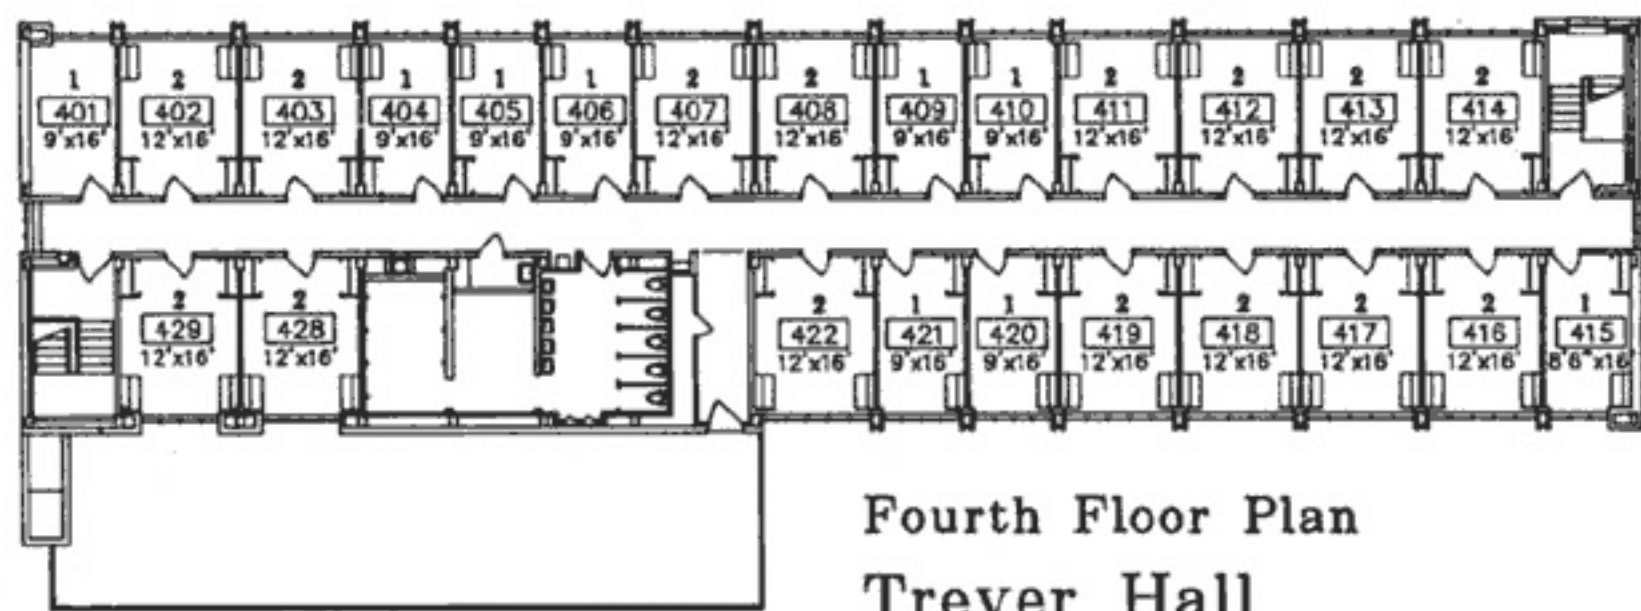 1 2 2 1 1 1 2 2 1 1 2 2 2 2
401 402 403 404 405 406 407 408 409 410 411 412 413 414
9'x16' 12'x16' 12'x16' 9'x16' 9'x16' 9'x16' 12'x16' 12'x16' 9'x16' 9'x16' 12'x16' 12'x16' 12'x16' 12'x16'
2 2 2 1 1 2 2 2 2 1
429 428 422 421 420 419 418 417 416 415
12'x16' 12'x16' 12'x16' 9'x16' 9'x16' 12'x16' 12'x16' 12'x16' 12'x16' 8'6"x16'
Fourth Floor Plan
Trever Hall